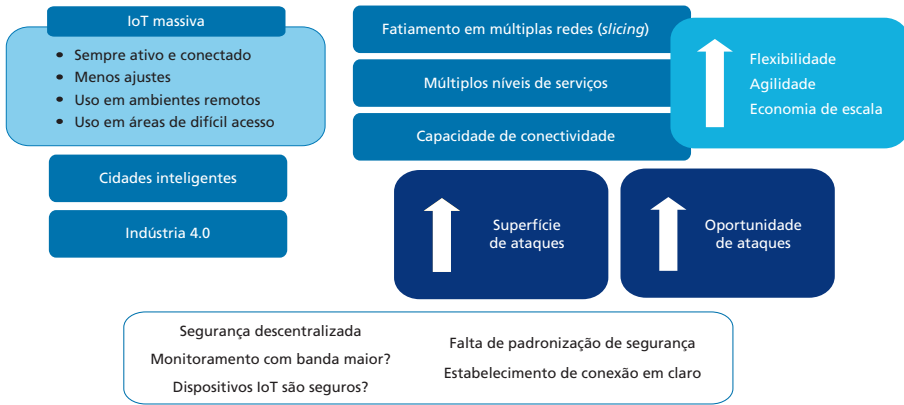 IoT massiva
• Sempre ativo e conectado
• Menos ajustes
• Uso em ambientes remotos
• Uso em áreas de difícil acesso
Cidades inteligentes
Indústria 4.0
Fatiamento em múltiplas redes (slicing)
Múltiplos níveis de serviços
Capacidade de conectividade
Flexibilidade
Agilidade
Economia de escala
Superfície
de ataques
Oportunidade
de ataques
Segurança descentralizada
Monitoramento com banda maior?
Dispositivos IoT são seguros?
Falta de padronização de segurança
Estabelecimento de conexão em claro